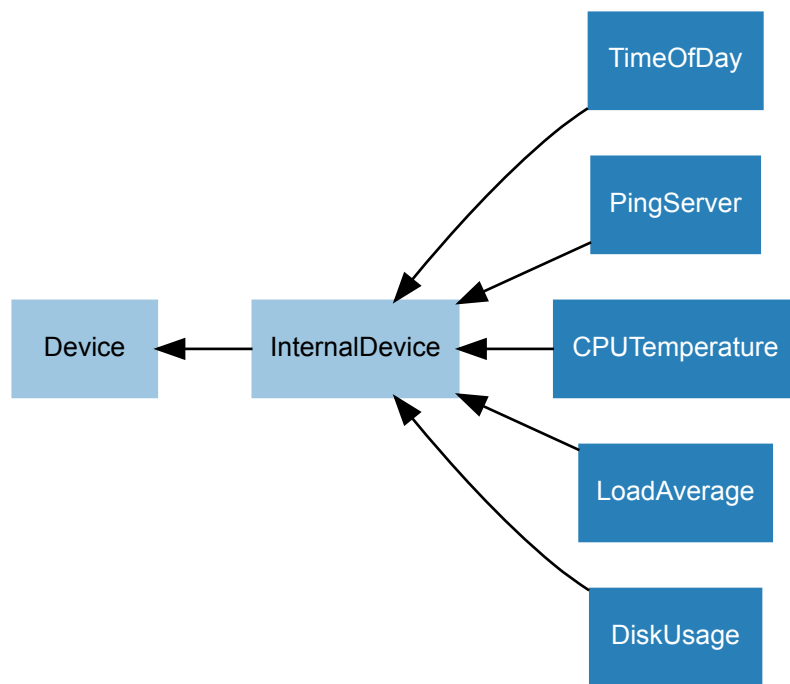 TimeOfDay
PingServer
Device
InternalDevice
CPUTemperature
LoadAverage
DiskUsage